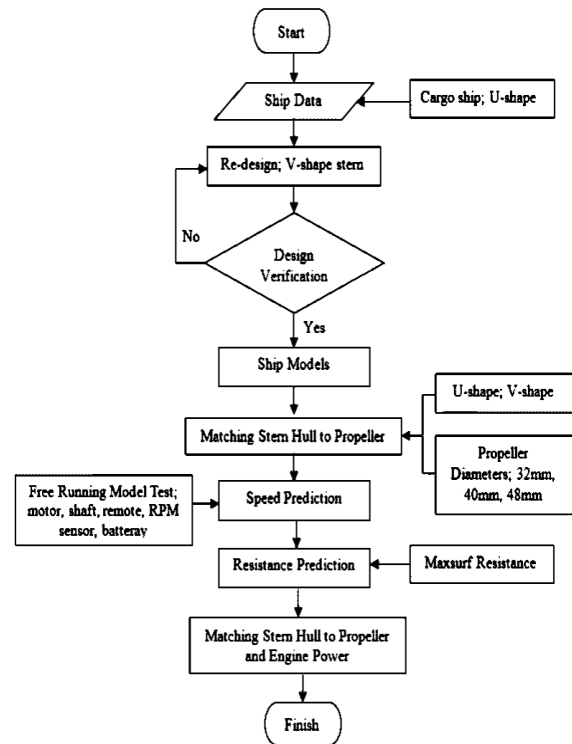 Start
Ship Data
Cargo ship; U-shape
Re-design; V-shape stern
No
Design
Verification
Yes
Ship Models
U-shape; V-shape
Matching Stern Hull to Propeller
Propeller
Diameters; 32mm,
40mm, 48mm
Free Running Model Test;
motor, shaft, remote, RPM
sensor, batteray
Speed Prediction
Resistance Prediction
Maxsurf Resistance
Matching Stern Hull to Propeller
and Engine Power
Finish